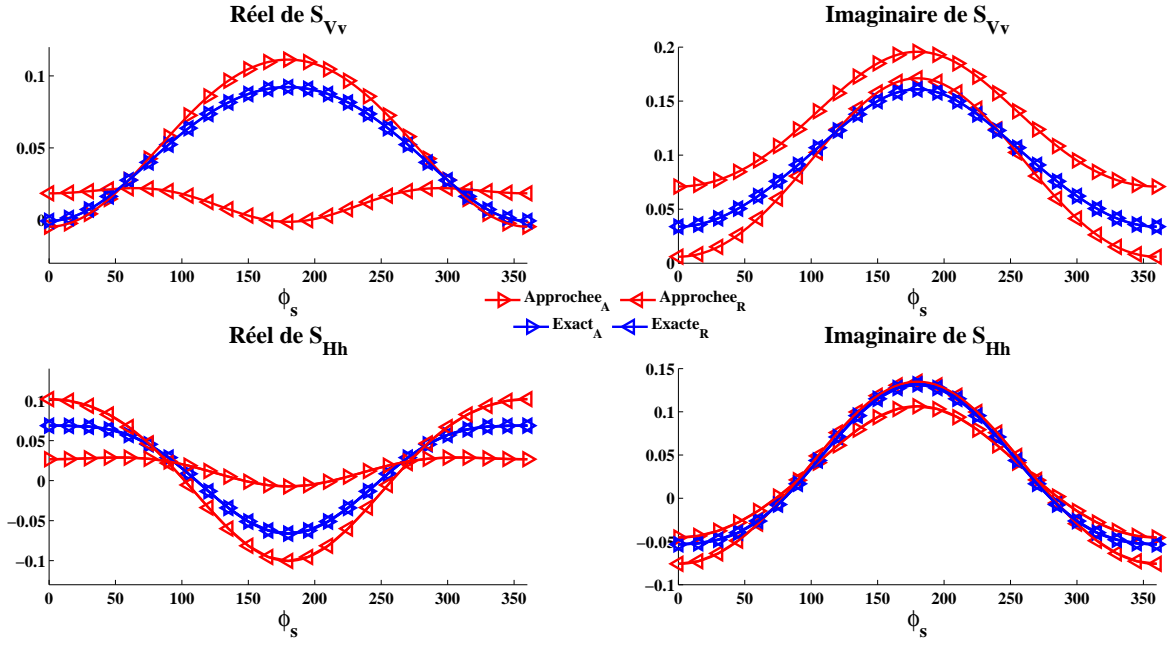 Réel de S_Vv
0.1
0.05
0
0 50 100 150 200 250 300 350
ϕ_s
Imaginaire de S_Vv
0.2
0.15
0.1
0.05
0
0 50 100 150 200 250 300 350
ϕ_s
Approchee_A Approchee_R
Exact_A Exacte_R
Réel de S_Hh
0.1
0.05
0
−0.05
−0.1
0 50 100 150 200 250 300 350
ϕ_s
Imaginaire de S_Hh
0.15
0.1
0.05
0
−0.05
−0.1
0 50 100 150 200 250 300 350
ϕ_s